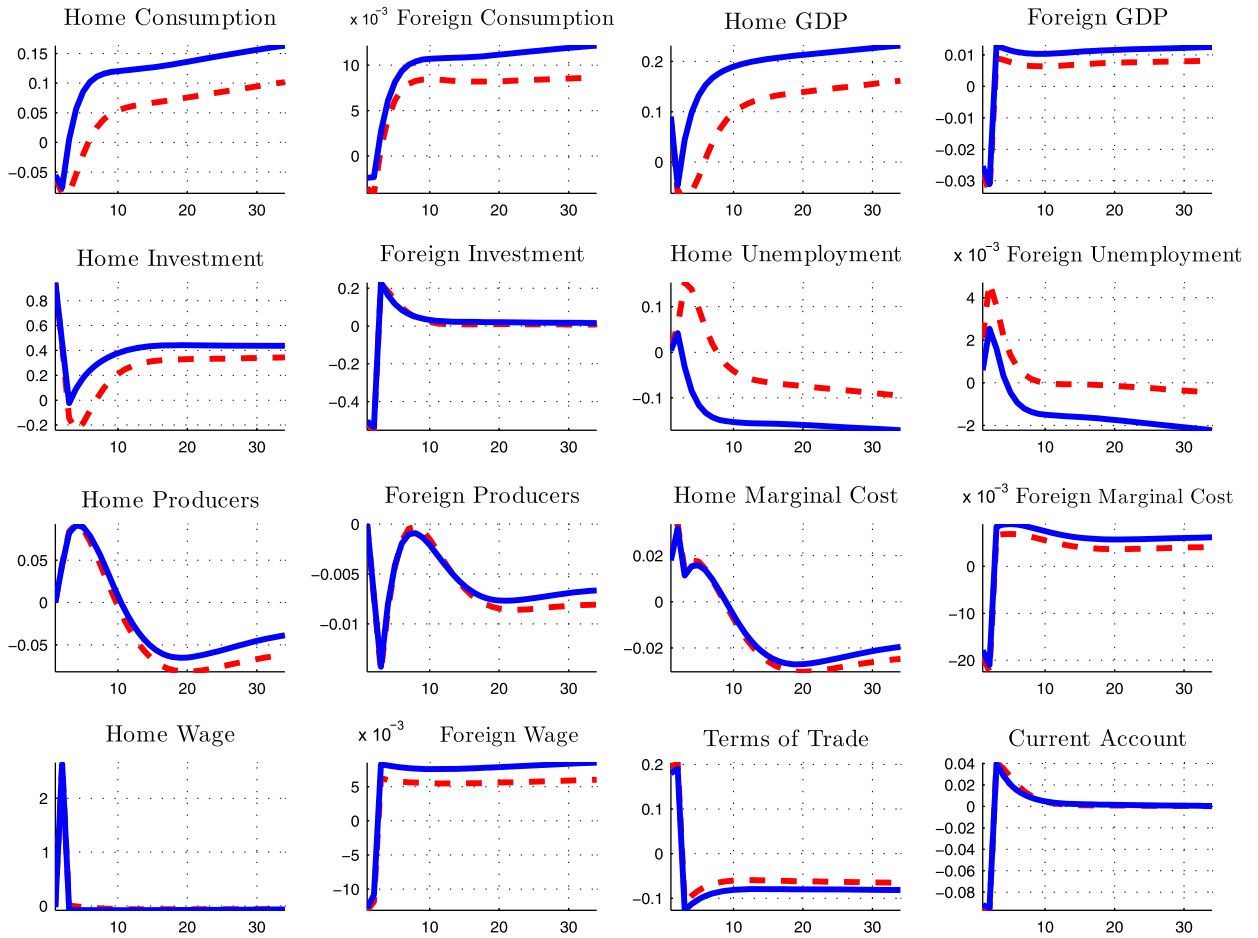 Home Consumption
x 10⁻³ Foreign Consumption
Home GDP
Foreign GDP
0.15
0.1
0.05
0
−0.05
10 20 30
10
5
0
10 20 30
0.2
0.1
0
10 20 30
0.01
0
−0.01
−0.02
−0.03
10 20 30
Home Investment
Foreign Investment
Home Unemployment
x 10⁻³ Foreign Unemployment
0.8
0.6
0.4
0.2
0
−0.2
10 20 30
0.2
0
−0.2
−0.4
10 20 30
0.1
0
−0.1
10 20 30
4
2
0
−2
10 20 30
Home Producers
Foreign Producers
Home Marginal Cost
x 10⁻³ Foreign Marginal Cost
0.05
0
−0.05
10 20 30
0
−0.005
−0.01
10 20 30
0.02
0
−0.02
10 20 30
0
−10
−20
10 20 30
Home Wage
x 10⁻³ Foreign Wage
Terms of Trade
Current Account
2
1
0
10 20 30
5
0
−5
−10
10 20 30
0.2
0.1
0
−0.1
10 20 30
0.04
0.02
0
−0.02
−0.04
−0.06
−0.08
10 20 30